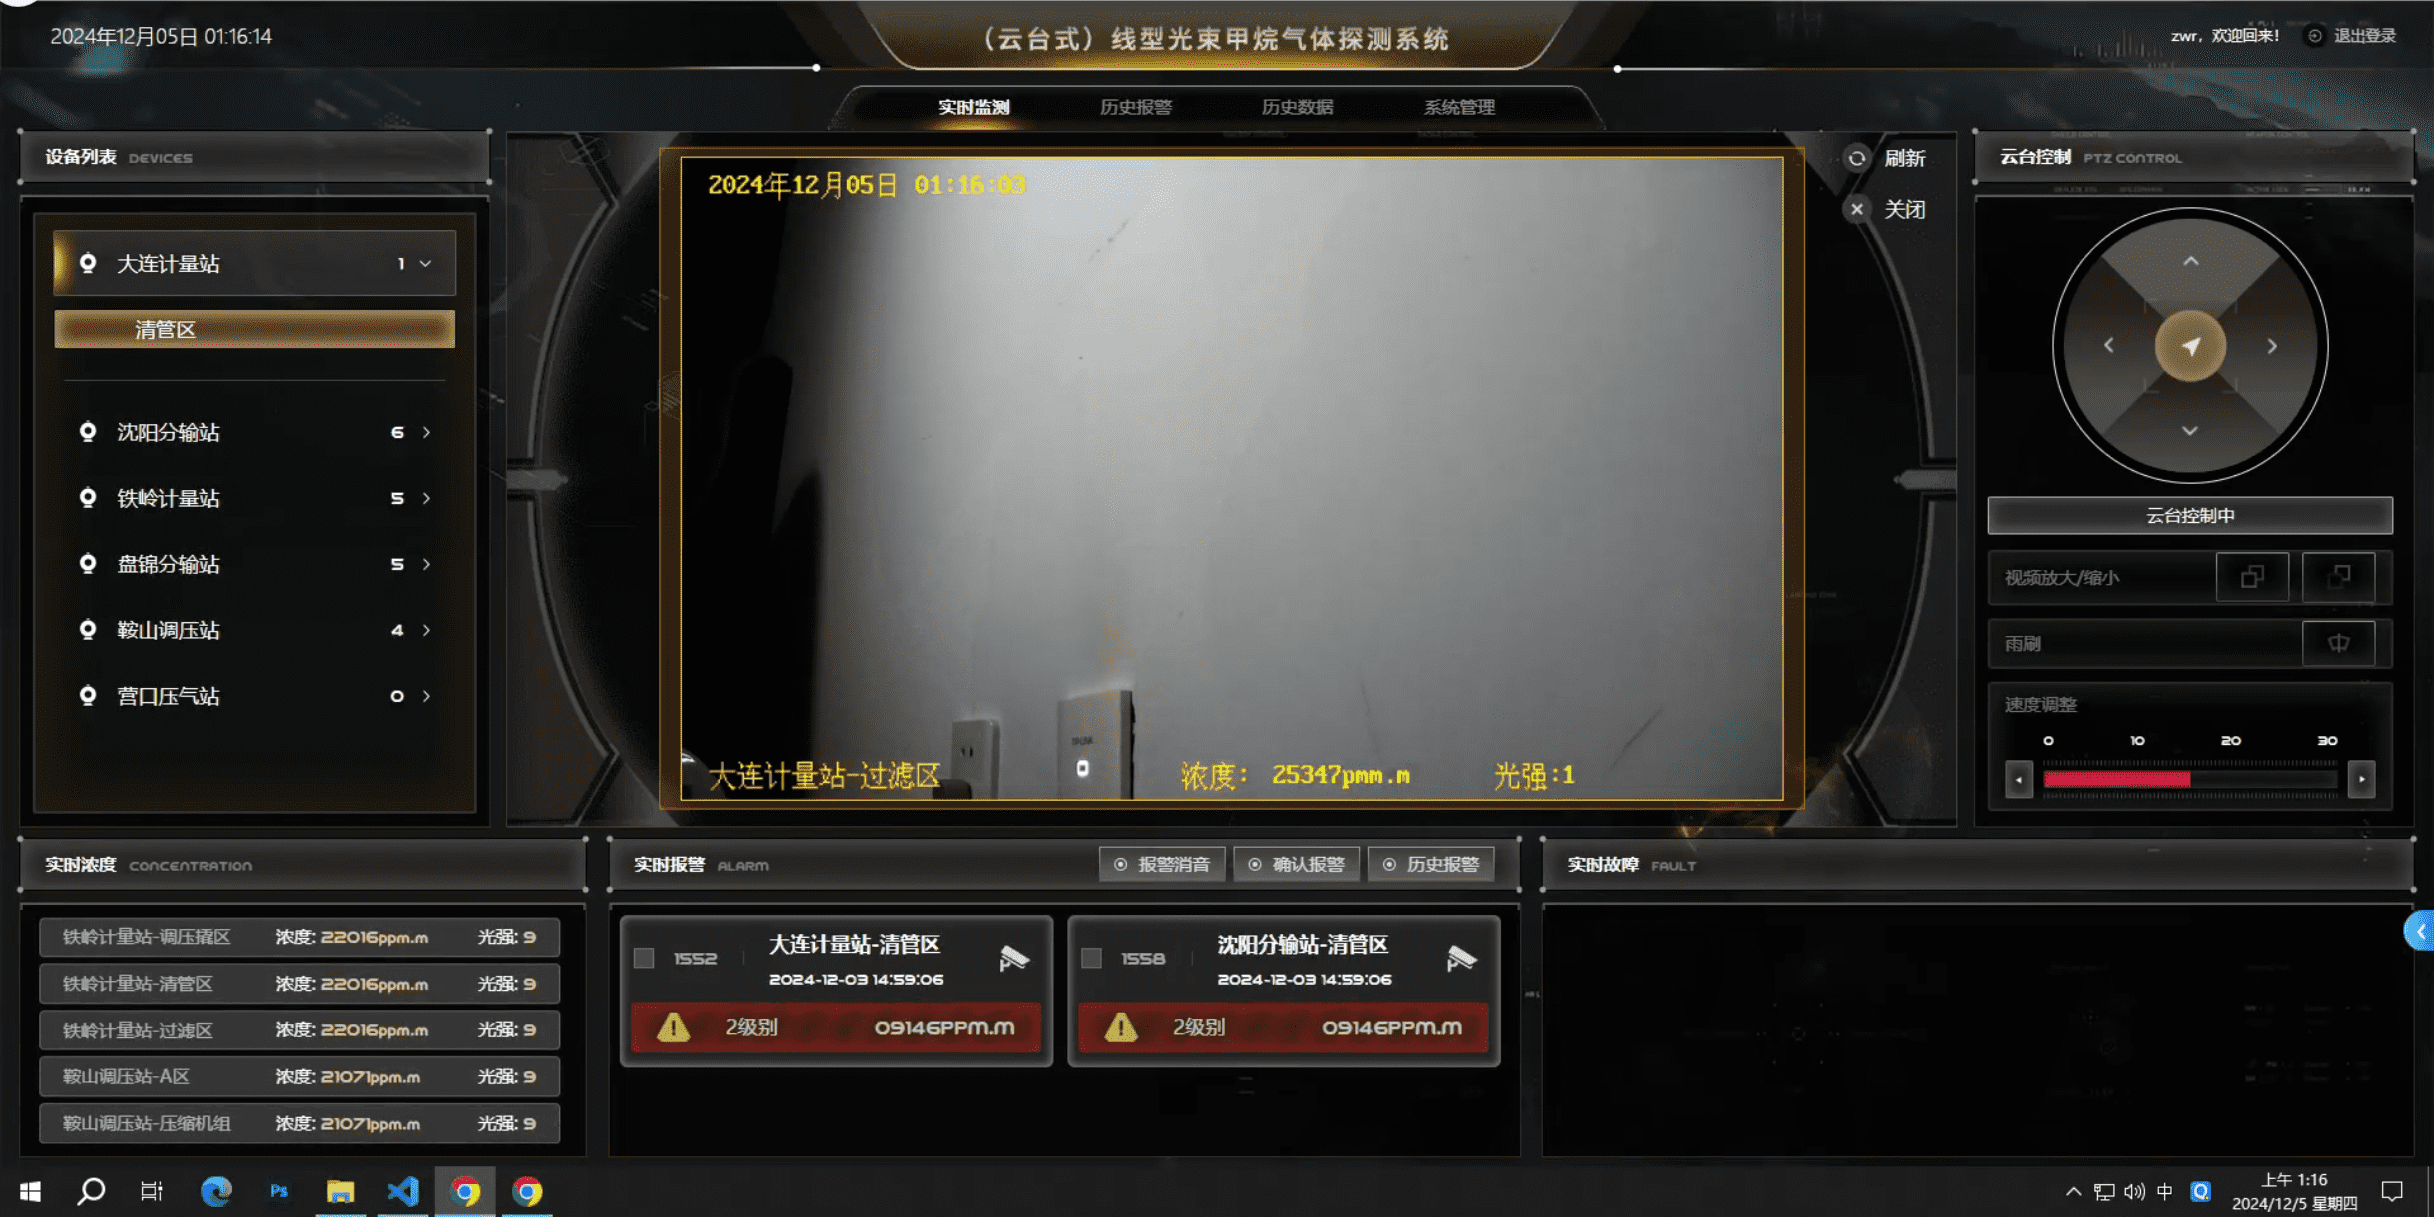 2024年12月05日 01:16:14
（云台式）线型光束甲烷气体探测系统
zwr，欢迎回来！
退出登录
实时监测
历史报警
历史数据
系统管理
设备列表 DEVICES
大连计量站 1
清管区
沈阳分输站 6
铁岭计量站 5
盘锦分输站 5
鞍山调压站 4
营口压气站 0
2024年12月05日 01:16:03
大连计量站-过滤区 浓度： 25347pmm.m 光强:1
刷新
关闭
云台控制 PTZ CONTROL
云台控制中
视频放大/缩小
雨刷
速度调整
0 10 20 30
实时浓度 CONCENTRATION
铁岭计量站-调压撬区 浓度: 22016ppm.m 光强: 9
铁岭计量站-清管区 浓度: 22016ppm.m 光强: 9
铁岭计量站-过滤区 浓度: 22016ppm.m 光强: 9
鞍山调压站-A区 浓度: 21071ppm.m 光强: 9
鞍山调压站-压缩机组 浓度: 21071ppm.m 光强: 9
实时报警 ALARM
报警消音
确认报警
历史报警
1552 大连计量站-清管区
2024-12-03 14:59:06
2级别 09146PPM.M
1558 沈阳分输站-清管区
2024-12-03 14:59:06
2级别 09146PPM.M
实时故障 FAULT
Ps
中
上午 1:16
2024/12/5 星期四